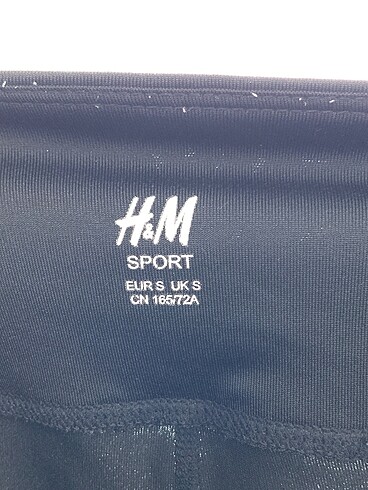 H&M
SPORT
EUR S UK S
CN 165/72A